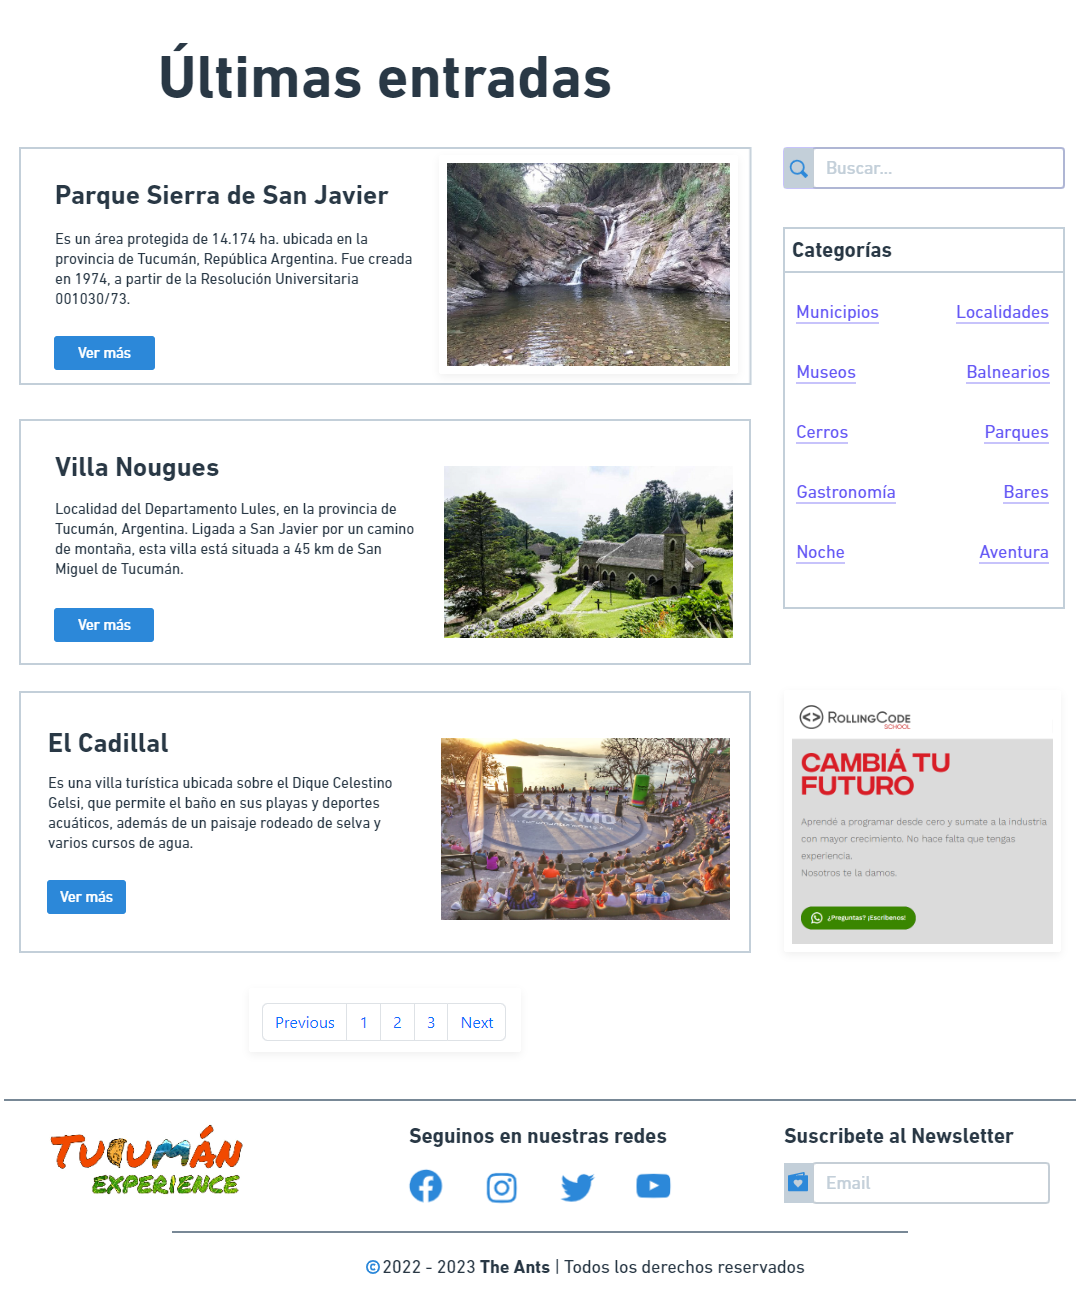 Últimas entradas
Parque Sierra de San Javier
Es un área protegida de 14.174 ha. ubicada en la
provincia de Tucumán, República Argentina. Fue creada
en 1974, a partir de la Resolución Universitaria
001030/73.
Ver más
Villa Nougues
Localidad del Departamento Lules, en la provincia de
Tucumán, Argentina. Ligada a San Javier por un camino
de montaña, esta villa está situada a 45 km de San
Miguel de Tucumán.
Ver más
El Cadillal
Es una villa turística ubicada sobre el Dique Celestino
Gelsi, que permite el baño en sus playas y deportes
acuáticos, además de un paisaje rodeado de selva y
varios cursos de agua.
Ver más
TURISMO
Previous 1 2 3 Next
Buscar...
Categorías
Municipios Localidades
Museos Balnearios
Cerros Parques
Gastronomía Bares
Noche Aventura
<> ROLLINGCODE
SCHOOL
CAMBIÁ TU
FUTURO
Aprendé a programar desde cero y sumate a la industria
con mayor crecimiento. No hace falta que tengas
experiencia.
Nosotros te la damos.
¿Preguntas? ¡Escribenos!
TUCUMÁN
EXPERIENCE
Seguinos en nuestras redes
Suscribete al Newsletter
Email
©2022 - 2023 The Ants | Todos los derechos reservados